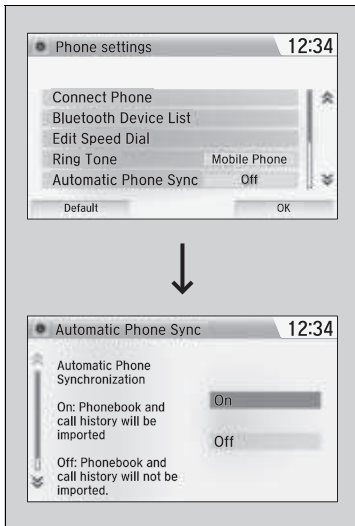 Phone settings 12:34
Connect Phone
Bluetooth Device List
Edit Speed Dial
Ring Tone Mobile Phone
Automatic Phone Sync Off
Default OK
Automatic Phone Sync 12:34
Automatic Phone
Synchronization
On: Phonebook and
call history will be
imported
Off: Phonebook and
call history will not be
imported.
On
Off